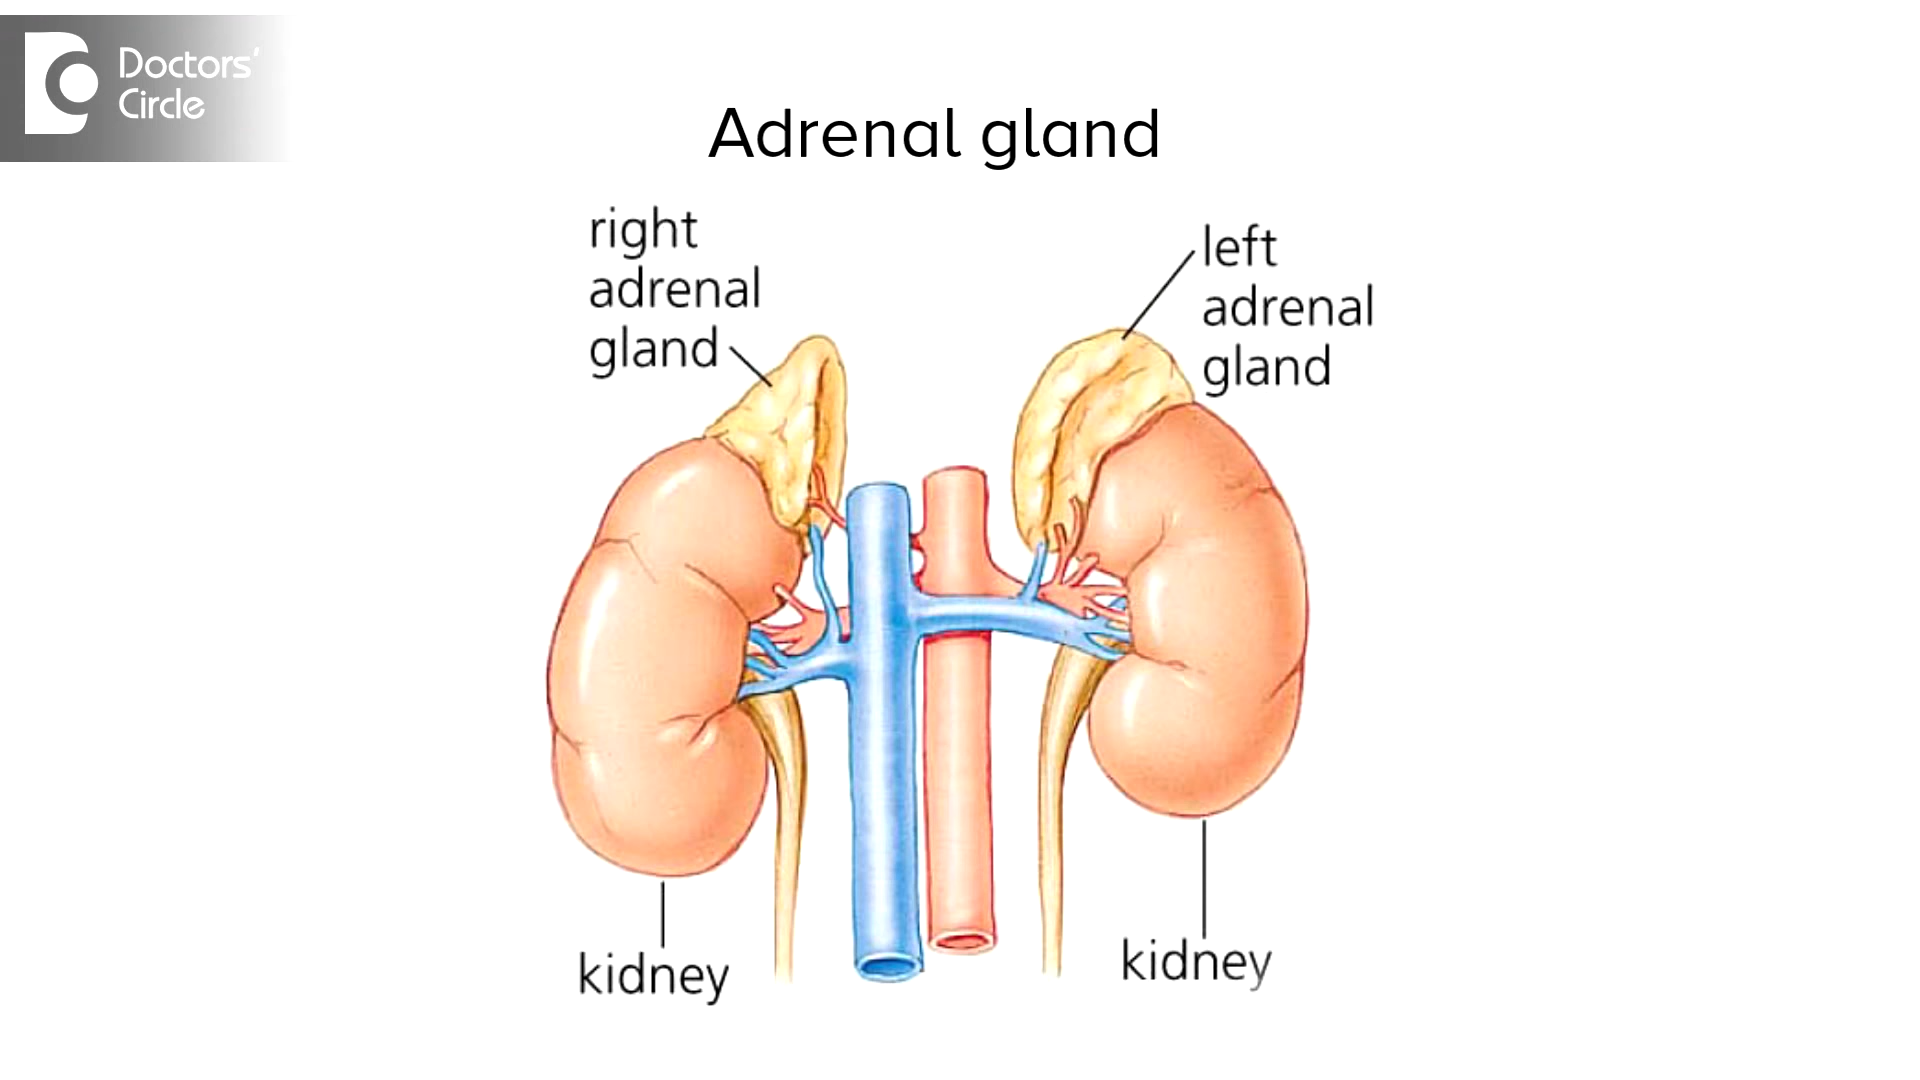 Doctors'
Circle
Adrenal gland
right
adrenal
gland
left
adrenal
gland
kidney
kidney